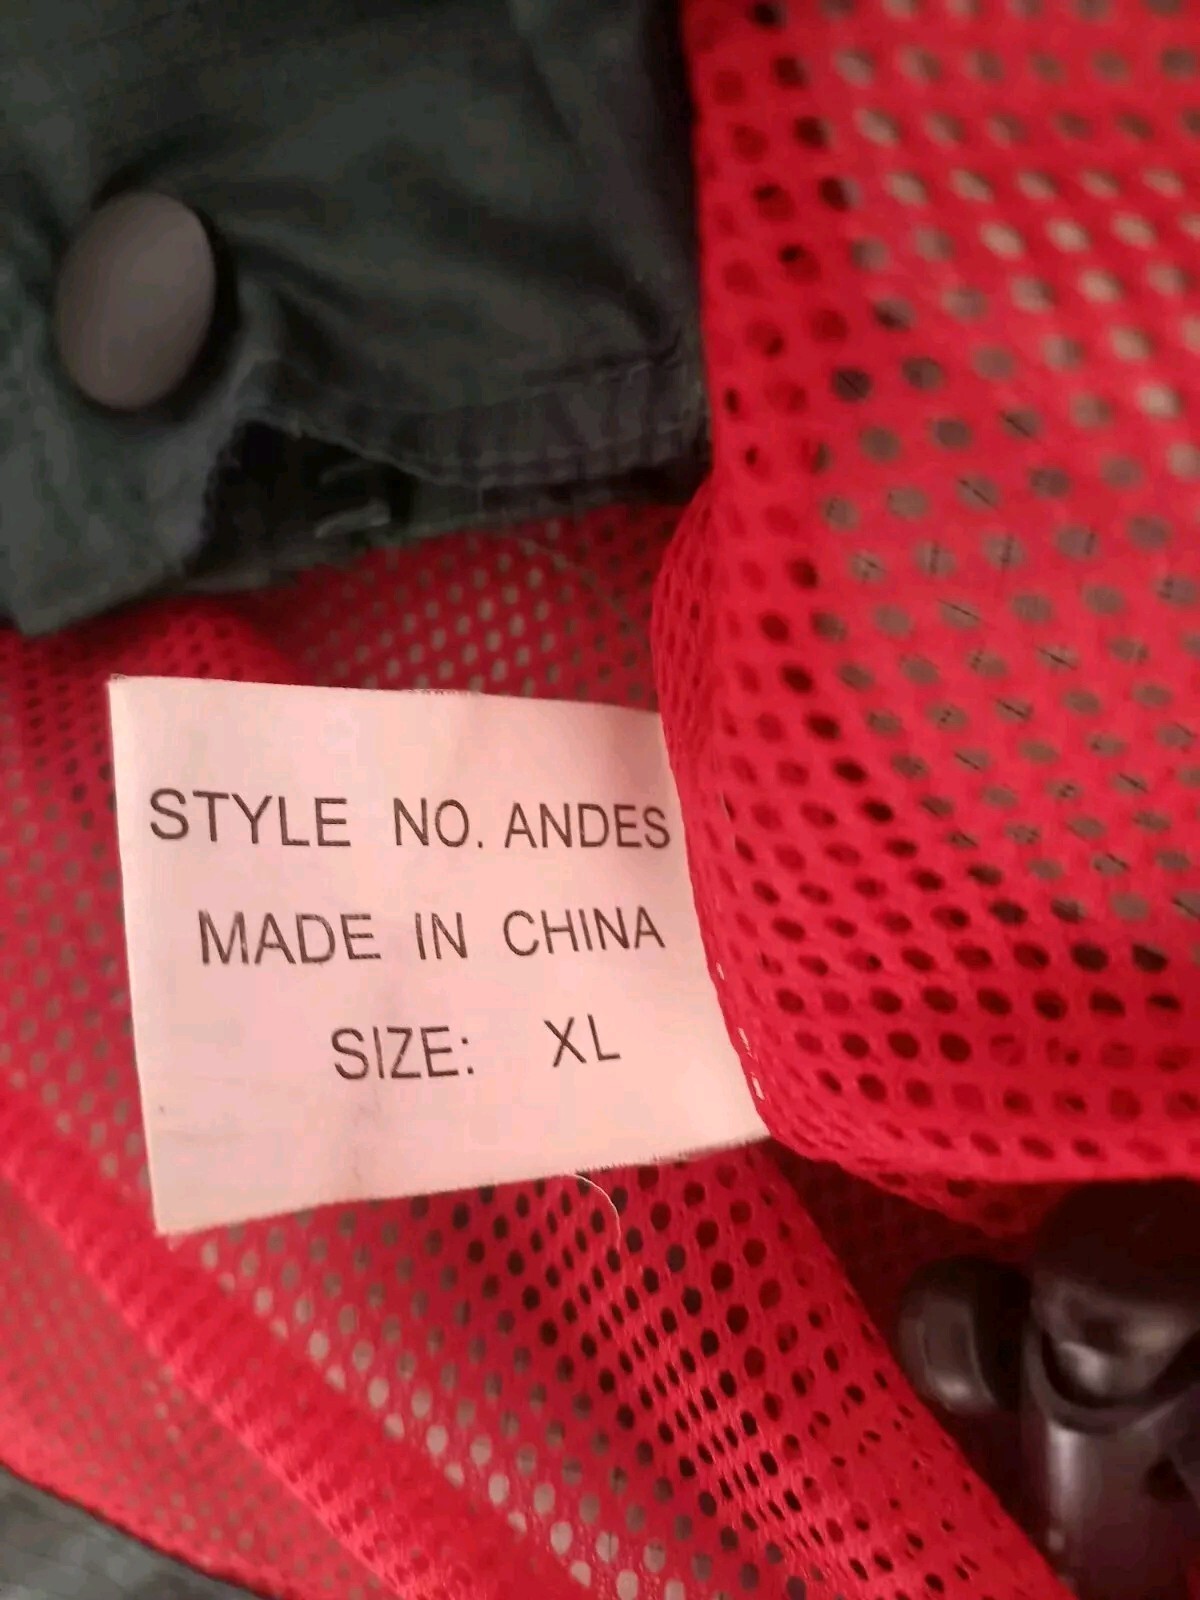 STYLE NO. ANDES
MADE IN CHINA
SIZE: XL